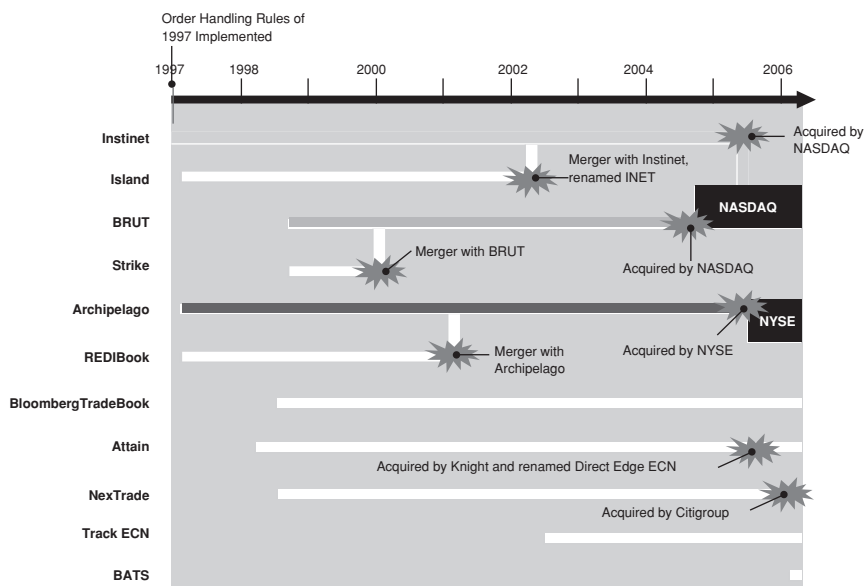 Order Handling Rules of
1997 Implemented
1997 1998 2000 2002 2004 2006
Instinet
Acquired by
NASDAQ
Merger with Instinet,
renamed INET
Island
NASDAQ
BRUT
Merger with BRUT
Strike
Acquired by NASDAQ
Archipelago
NYSE
Merger with
Archipelago
Acquired by NYSE
REDIBook
BloombergTradeBook
Attain
Acquired by Knight and renamed Direct Edge ECN
NexTrade
Acquired by Citigroup
Track ECN
BATS